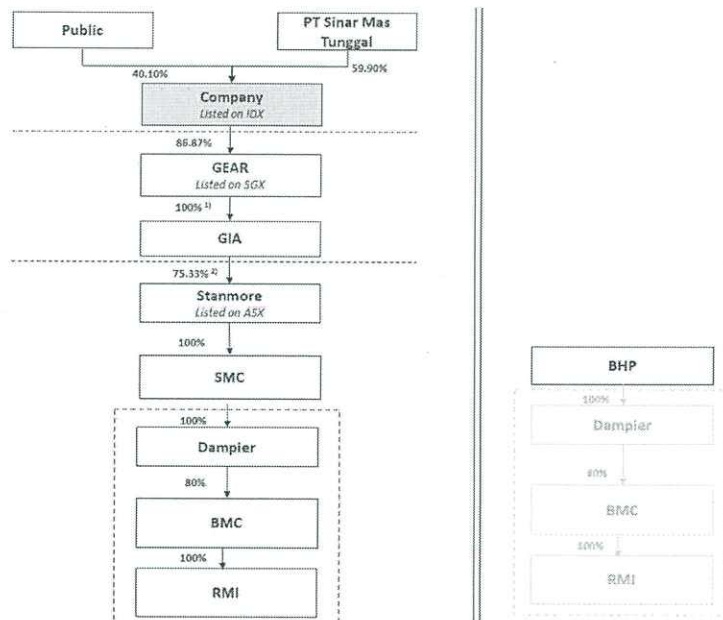 Public
PT Sinar Mas
Tunggal
40.10%
59.90%
Company
Listed on IDX
86.87%
GEAR
Listed on SGX
100% 1)
GIA
75.33% 2)
Stanmore
Listed on ASX
100%
SMC
100%
Dampier
80%
BMC
100%
RMI
BHP
100%
Dampier
80%
BMC
100%
RMI